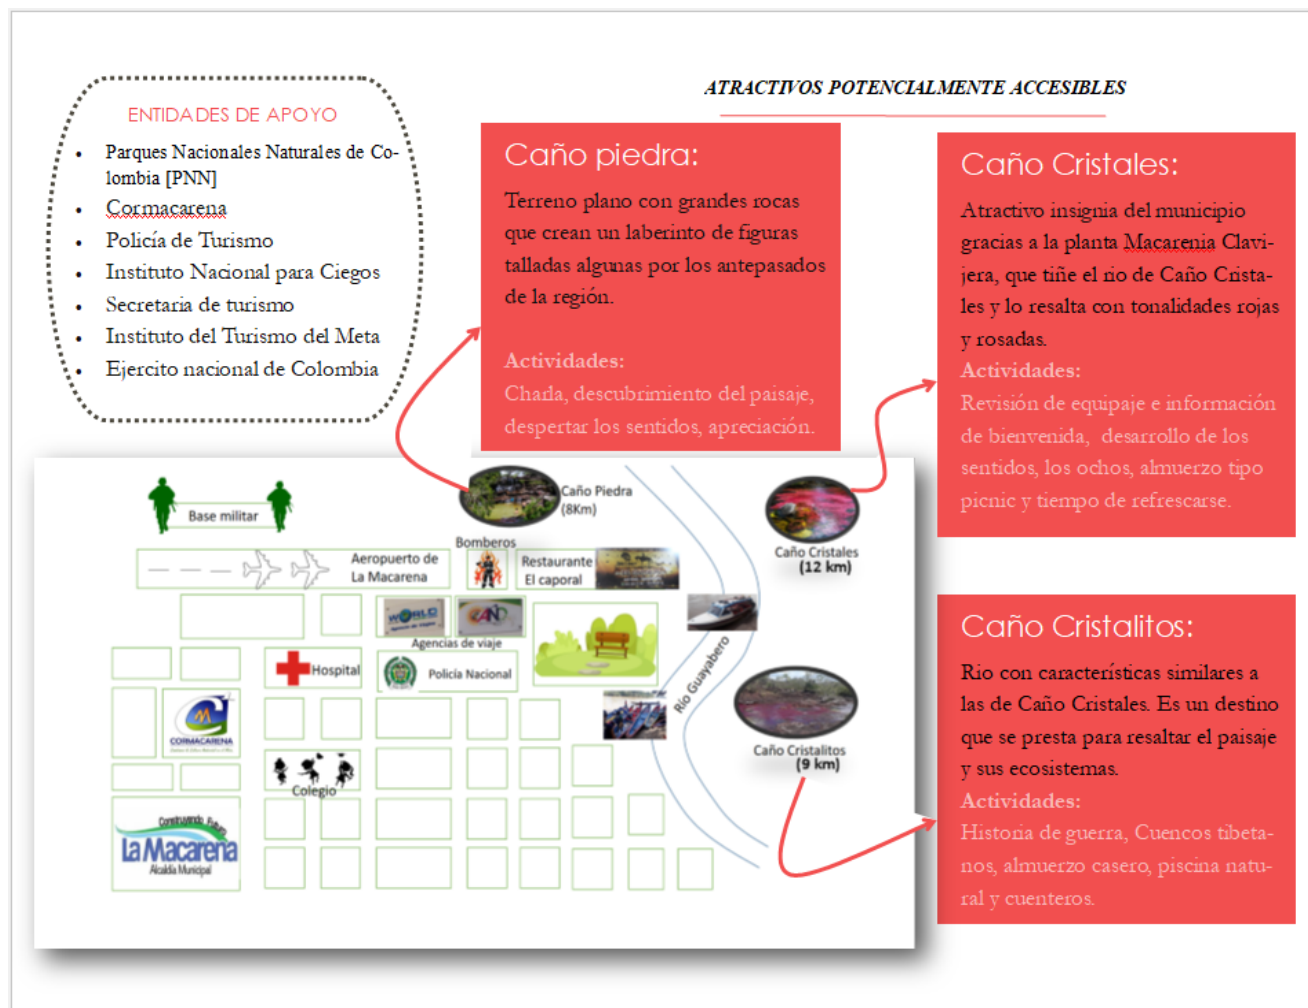 ATRACTIVOS POTENCIALMENTE ACCESIBLES
ENTIDADES DE APOYO
• Parques Nacionales Naturales de Co-
lombia [PNN]
• Cormacarena
• Policía de Turismo
• Instituto Nacional para Ciegos
• Secretaria de turismo
• Instituto del Turismo del Meta
• Ejercito nacional de Colombia
Caño piedra:
Terreno plano con grandes rocas
que crean un laberinto de figuras
talladas algunas por los antepasados
de la región.
Actividades:
Charla, descubrimiento del paisaje,
despertar los sentidos, apreciación.
Caño Cristales:
Atractivo insignia del municipio
gracias a la planta Macarenia Clavi-
jera, que tiñe el rio de Caño Crista-
les y lo resalta con tonalidades rojas
y rosadas.
Actividades:
Revisión de equipaje e información
de bienvenida, desarrollo de los
sentidos, los ochos, almuerzo tipo
picnic y tiempo de refrescarse.
Caño Cristalitos:
Rio con características similares a
las de Caño Cristales. Es un destino
que se presta para resaltar el paisaje
y sus ecosistemas.
Actividades:
Historia de guerra, Cuencos tibeta-
nos, almuerzo casero, piscina natu-
ral y cuenteros.
Base militar
Caño Piedra
(8Km)
Caño Cristales
(12 km)
Aeropuerto de
La Macarena
Bomberos
Restaurante
El caporal
WORLD
CAÑO
Agencias de viaje
Hospital
Policía Nacional
Río Guayabero
CORMACARENA
Caño Cristalitos
(9 km)
Colegio
Construyendo Futuro
La Macarena
Alcaldía Municipal